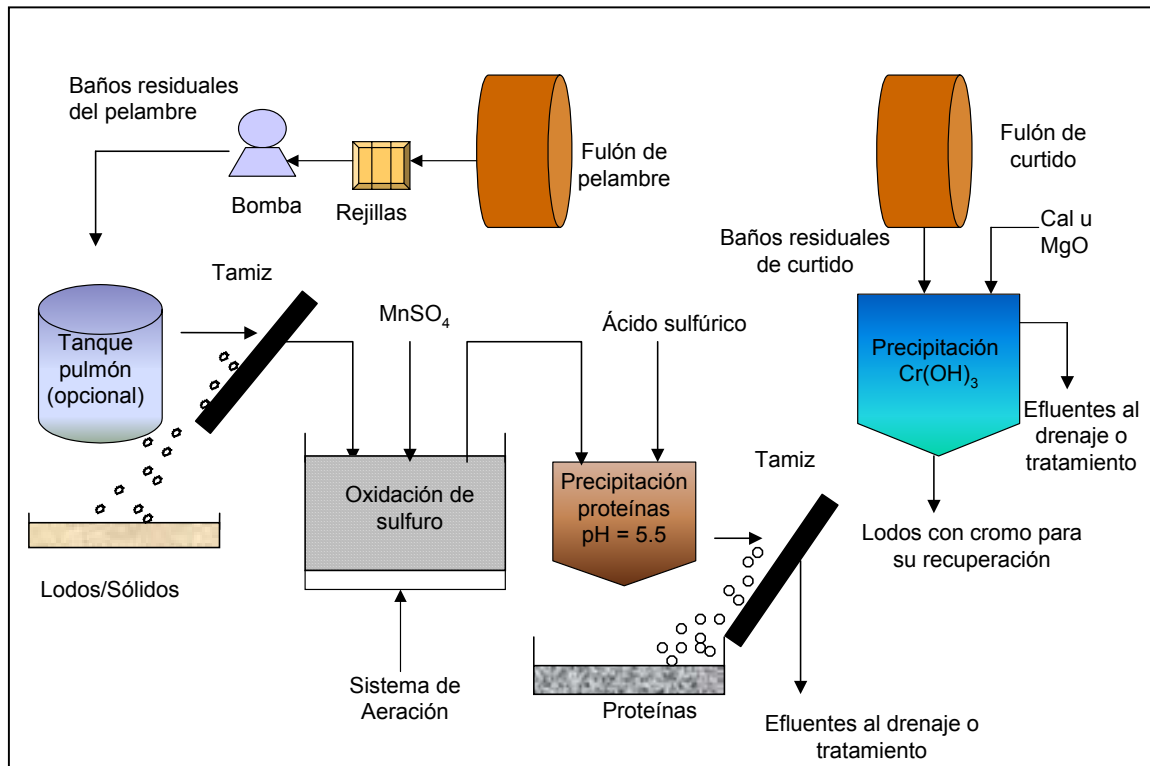 Baños residuales
del pelambre
Bomba
Rejillas
Fulón de
pelambre
Fulón de
curtido
Baños residuales
de curtido
Cal u
MgO
Tamiz
Tanque
pulmón
(opcional)
MnSO4
Ácido sulfúrico
Precipitación
Cr(OH)3
Efluentes al
drenaje o
tratamiento
Oxidación de
sulfuro
Precipitación
proteínas
pH = 5.5
Tamiz
Lodos con cromo para
su recuperación
Lodos/Sólidos
Sistema de
Aeración
Proteínas
Efluentes al drenaje o
tratamiento